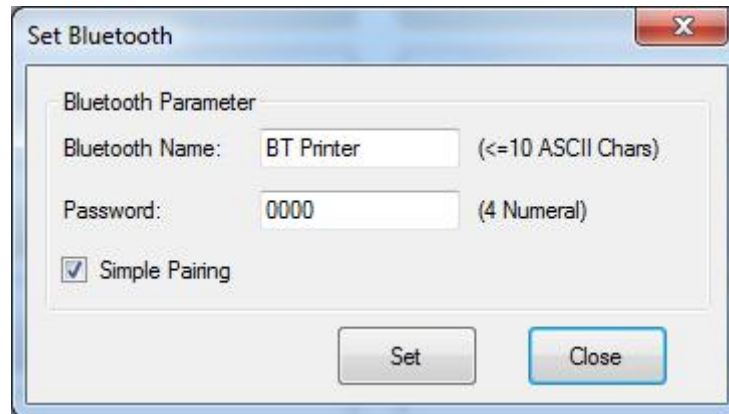 Set Bluetooth
Bluetooth Parameter
Bluetooth Name: BT Printer (<=10 ASCII Chars)
Password: 0000 (4 Numeral)
Simple Pairing
Set Close